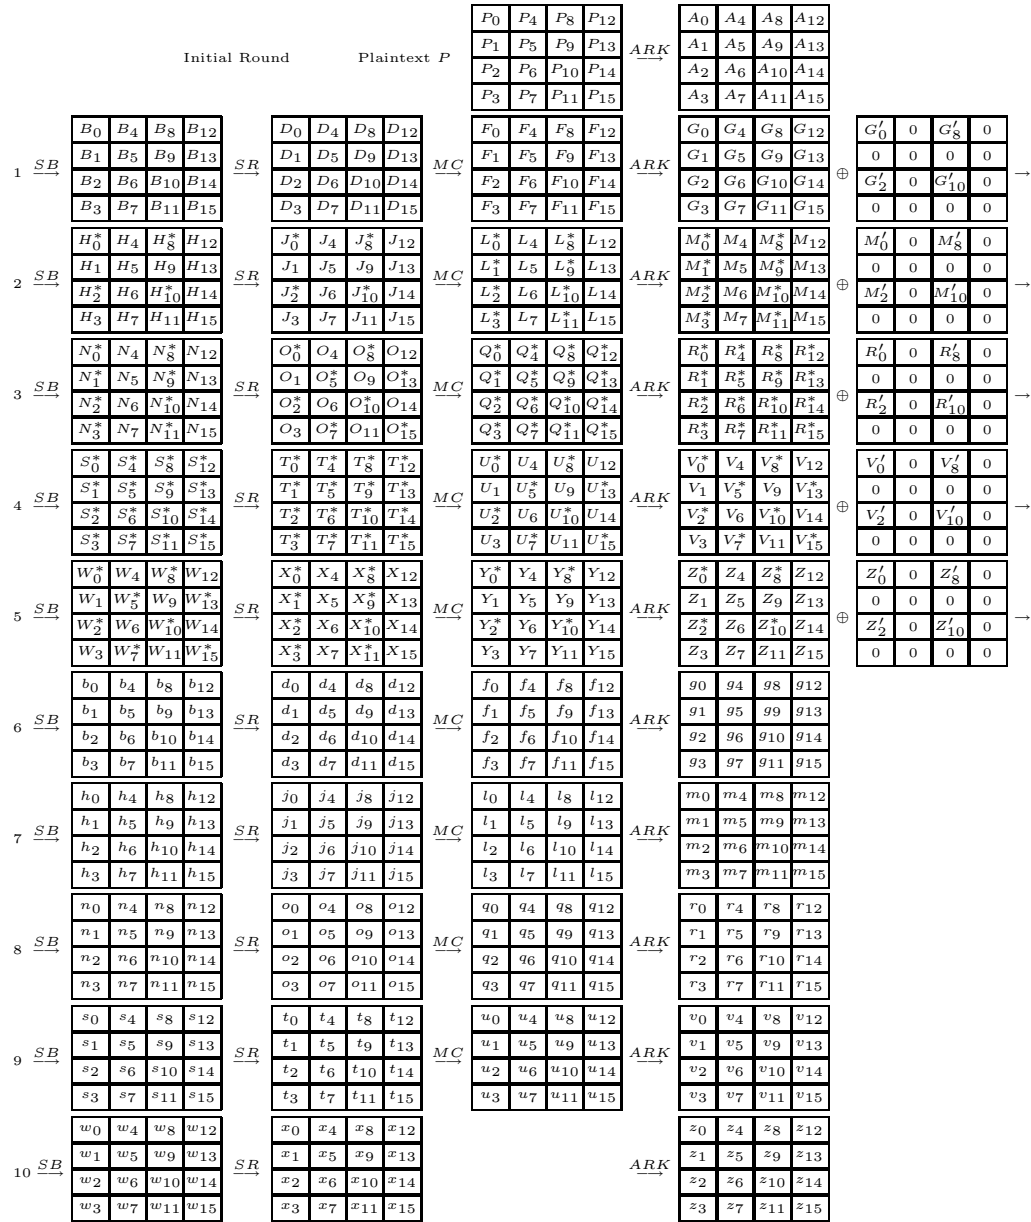 P0 P4 P8 P12 A0 A4 A8 A12
P1 P5 P9 P13 A1 A5 A9 A13
Initial Round Plaintext P ARK →
P2 P6 P10 P14 A2 A6 A10 A14
P3 P7 P11 P15 A3 A7 A11 A15
B0 B4 B8 B12 D0 D4 D8 D12 F0 F4 F8 F12 G0 G4 G8 G12 G′0 0 G′8 0
B1 B5 B9 B13 D1 D5 D9 D13 F1 F5 F9 F13 G1 G5 G9 G13 0 0 0 0
1 SB → SR → MC → ARK → ⊕ →
B2 B6 B10 B14 D2 D6 D10 D14 F2 F6 F10 F14 G2 G6 G10 G14 G′2 0 G′10 0
B3 B7 B11 B15 D3 D7 D11 D15 F3 F7 F11 F15 G3 G7 G11 G15 0 0 0 0
H*0 H4 H*8 H12 J*0 J4 J*8 J12 L*0 L4 L*8 L12 M*0 M4 M*8 M12 M′0 0 M′8 0
H1 H5 H9 H13 J1 J5 J9 J13 L*1 L5 L*9 L13 M*1 M5 M*9 M13 0 0 0 0
2 SB → SR → MC → ARK → ⊕ →
H*2 H6 H*10 H14 J*2 J6 J*10 J14 L*2 L6 L*10 L14 M*2 M6 M*10 M14 M′2 0 M′10 0
H3 H7 H11 H15 J3 J7 J11 J15 L*3 L7 L*11 L15 M*3 M7 M*11 M15 0 0 0 0
N*0 N4 N*8 N12 O*0 O4 O*8 O12 Q*0 Q*4 Q*8 Q*12 R*0 R*4 R*8 R*12 R′0 0 R′8 0
N*1 N5 N*9 N13 O1 O*5 O9 O*13 Q*1 Q*5 Q*9 Q*13 R*1 R*5 R*9 R*13 0 0 0 0
3 SB → SR → MC → ARK → ⊕ →
N*2 N6 N*10 N14 O*2 O6 O*10 O14 Q*2 Q*6 Q*10 Q*14 R*2 R*6 R*10 R*14 R′2 0 R′10 0
N*3 N7 N*11 N15 O3 O*7 O11 O*15 Q*3 Q*7 Q*11 Q*15 R*3 R*7 R*11 R*15 0 0 0 0
S*0 S*4 S*8 S*12 T*0 T*4 T*8 T*12 U*0 U4 U*8 U12 V*0 V4 V*8 V12 V′0 0 V′8 0
S*1 S*5 S*9 S*13 T*1 T*5 T*9 T*13 U1 U*5 U9 U*13 V1 V*5 V9 V*13 0 0 0 0
4 SB → SR → MC → ARK → ⊕ →
S*2 S*6 S*10 S*14 T*2 T*6 T*10 T*14 U*2 U6 U*10 U14 V*2 V6 V*10 V14 V′2 0 V′10 0
S*3 S*7 S*11 S*15 T*3 T*7 T*11 T*15 U3 U*7 U11 U*15 V3 V*7 V11 V*15 0 0 0 0
W*0 W4 W*8 W12 X*0 X4 X*8 X12 Y*0 Y4 Y*8 Y12 Z*0 Z4 Z*8 Z12 Z′0 0 Z′8 0
W1 W*5 W9 W*13 X*1 X5 X*9 X13 Y1 Y5 Y9 Y13 Z1 Z5 Z9 Z13 0 0 0 0
5 SB → SR → MC → ARK → ⊕ →
W*2 W6 W*10 W14 X*2 X6 X*10 X14 Y*2 Y6 Y*10 Y14 Z*2 Z6 Z*10 Z14 Z′2 0 Z′10 0
W3 W*7 W11 W*15 X*3 X7 X*11 X15 Y3 Y7 Y11 Y15 Z3 Z7 Z11 Z15 0 0 0 0
b0 b4 b8 b12 d0 d4 d8 d12 f0 f4 f8 f12 g0 g4 g8 g12
b1 b5 b9 b13 d1 d5 d9 d13 f1 f5 f9 f13 g1 g5 g9 g13
6 SB → SR → MC → ARK →
b2 b6 b10 b14 d2 d6 d10 d14 f2 f6 f10 f14 g2 g6 g10 g14
b3 b7 b11 b15 d3 d7 d11 d15 f3 f7 f11 f15 g3 g7 g11 g15
h0 h4 h8 h12 j0 j4 j8 j12 l0 l4 l8 l12 m0 m4 m8 m12
h1 h5 h9 h13 j1 j5 j9 j13 l1 l5 l9 l13 m1 m5 m9 m13
7 SB → SR → MC → ARK →
h2 h6 h10 h14 j2 j6 j10 j14 l2 l6 l10 l14 m2 m6 m10 m14
h3 h7 h11 h15 j3 j7 j11 j15 l3 l7 l11 l15 m3 m7 m11 m15
n0 n4 n8 n12 o0 o4 o8 o12 q0 q4 q8 q12 r0 r4 r8 r12
n1 n5 n9 n13 o1 o5 o9 o13 q1 q5 q9 q13 r1 r5 r9 r13
8 SB → SR → MC → ARK →
n2 n6 n10 n14 o2 o6 o10 o14 q2 q6 q10 q14 r2 r6 r10 r14
n3 n7 n11 n15 o3 o7 o11 o15 q3 q7 q11 q15 r3 r7 r11 r15
s0 s4 s8 s12 t0 t4 t8 t12 u0 u4 u8 u12 v0 v4 v8 v12
s1 s5 s9 s13 t1 t5 t9 t13 u1 u5 u9 u13 v1 v5 v9 v13
9 SB → SR → MC → ARK →
s2 s6 s10 s14 t2 t6 t10 t14 u2 u6 u10 u14 v2 v6 v10 v14
s3 s7 s11 s15 t3 t7 t11 t15 u3 u7 u11 u15 v3 v7 v11 v15
w0 w4 w8 w12 x0 x4 x8 x12 z0 z4 z8 z12
w1 w5 w9 w13 x1 x5 x9 x13 z1 z5 z9 z13
10 SB → SR → ARK →
w2 w6 w10 w14 x2 x6 x10 x14 z2 z6 z10 z14
w3 w7 w11 w15 x3 x7 x11 x15 z3 z7 z11 z15